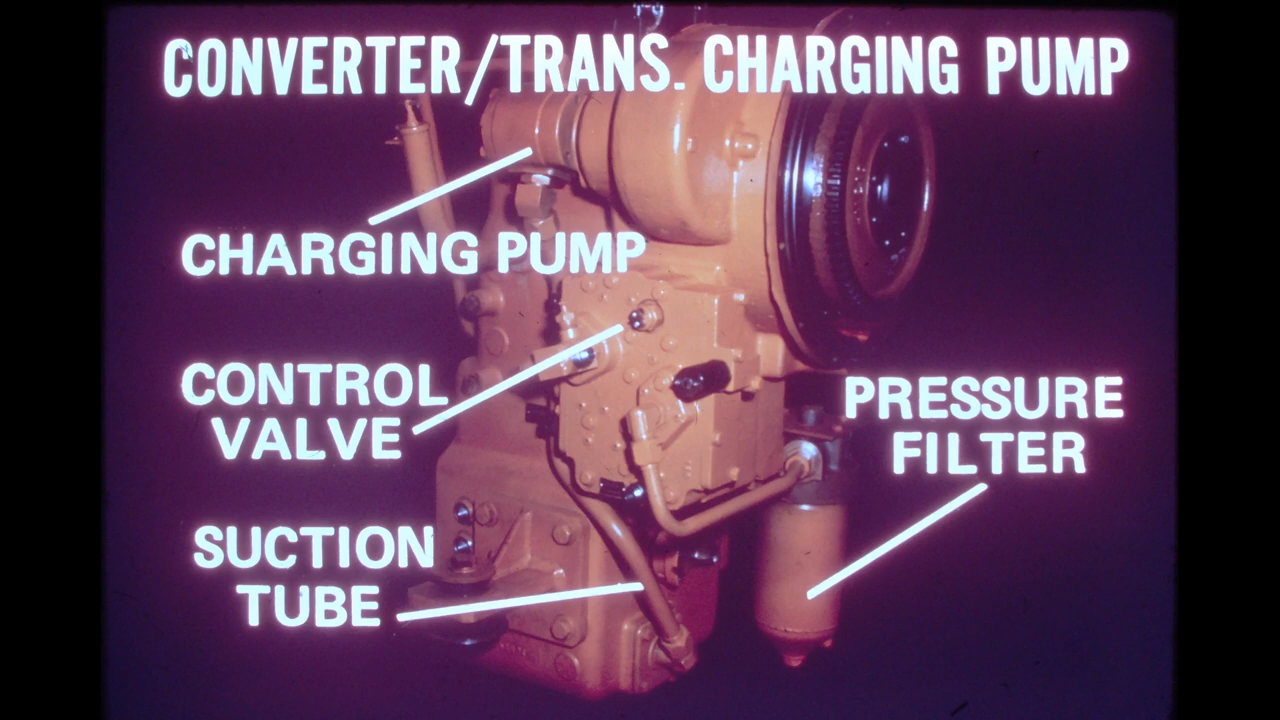 CONVERTER/TRANS. CHARGING PUMP
CHARGING PUMP
CONTROL
VALVE
PRESSURE
FILTER
SUCTION
TUBE